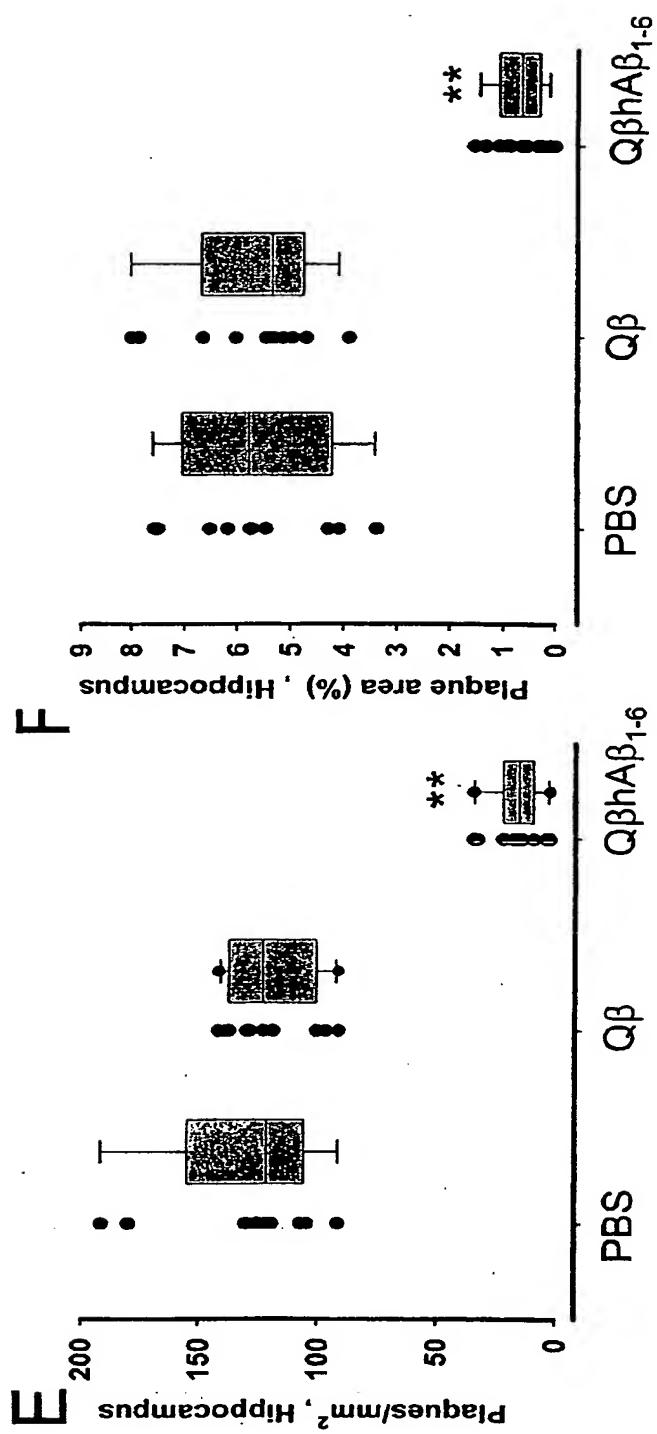 E
Plaques/mm², Hippocampus
200
150
100
50
0
**
PBS
Qβ
QβhAβ1-6
F
Plaque area (%) , Hippocampus
9
8
7
6
5
4
3
2
1
0
**
PBS
Qβ
QβhAβ1-6